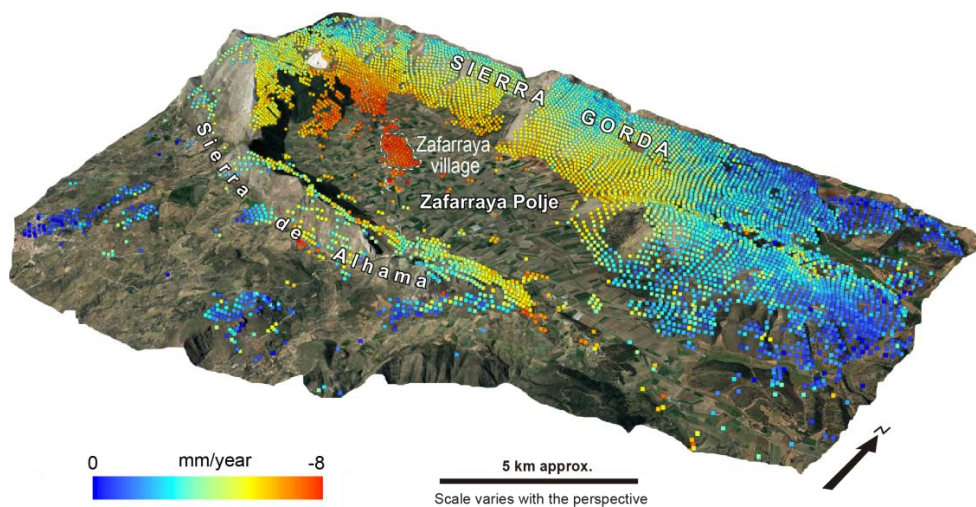 SIERRA
GORDA
Zafarraya
village
Zafarraya Polje
Sierra
de
Alhama
N
0 mm/year -8
5 km approx.
Scale varies with the perspective